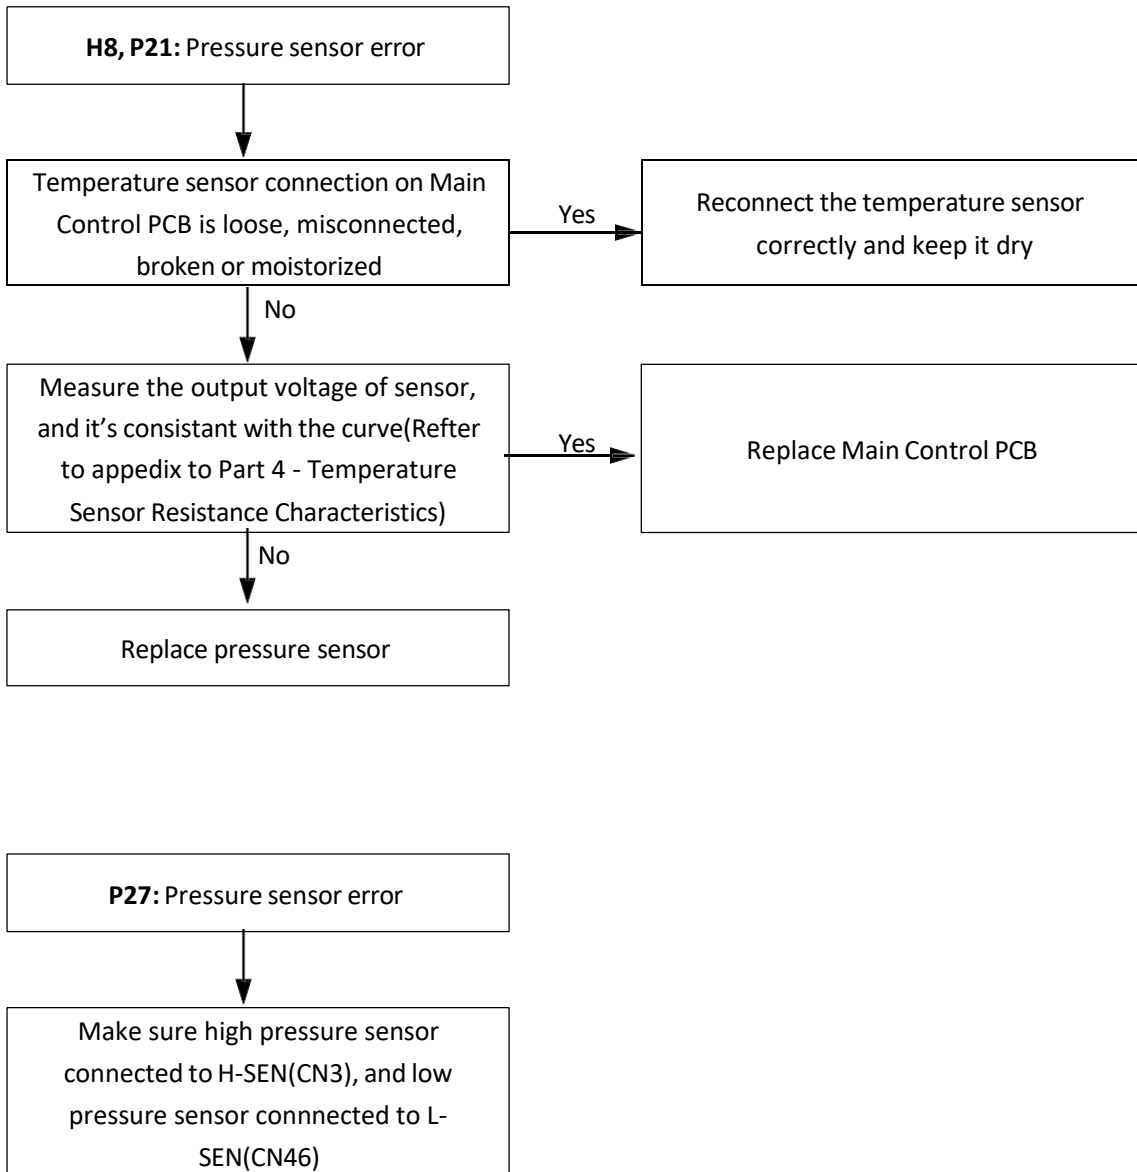 H8, P21: Pressure sensor error
Temperature sensor connection on Main
Control PCB is loose, misconnected,
broken or moistorized
Yes
Reconnect the temperature sensor
correctly and keep it dry
No
Measure the output voltage of sensor,
and it’s consistant with the curve(Refter
to appedix to Part 4 - Temperature
Sensor Resistance Characteristics)
Yes
Replace Main Control PCB
No
Replace pressure sensor
P27: Pressure sensor error
Make sure high pressure sensor
connected to H-SEN(CN3), and low
pressure sensor connnected to L-
SEN(CN46)